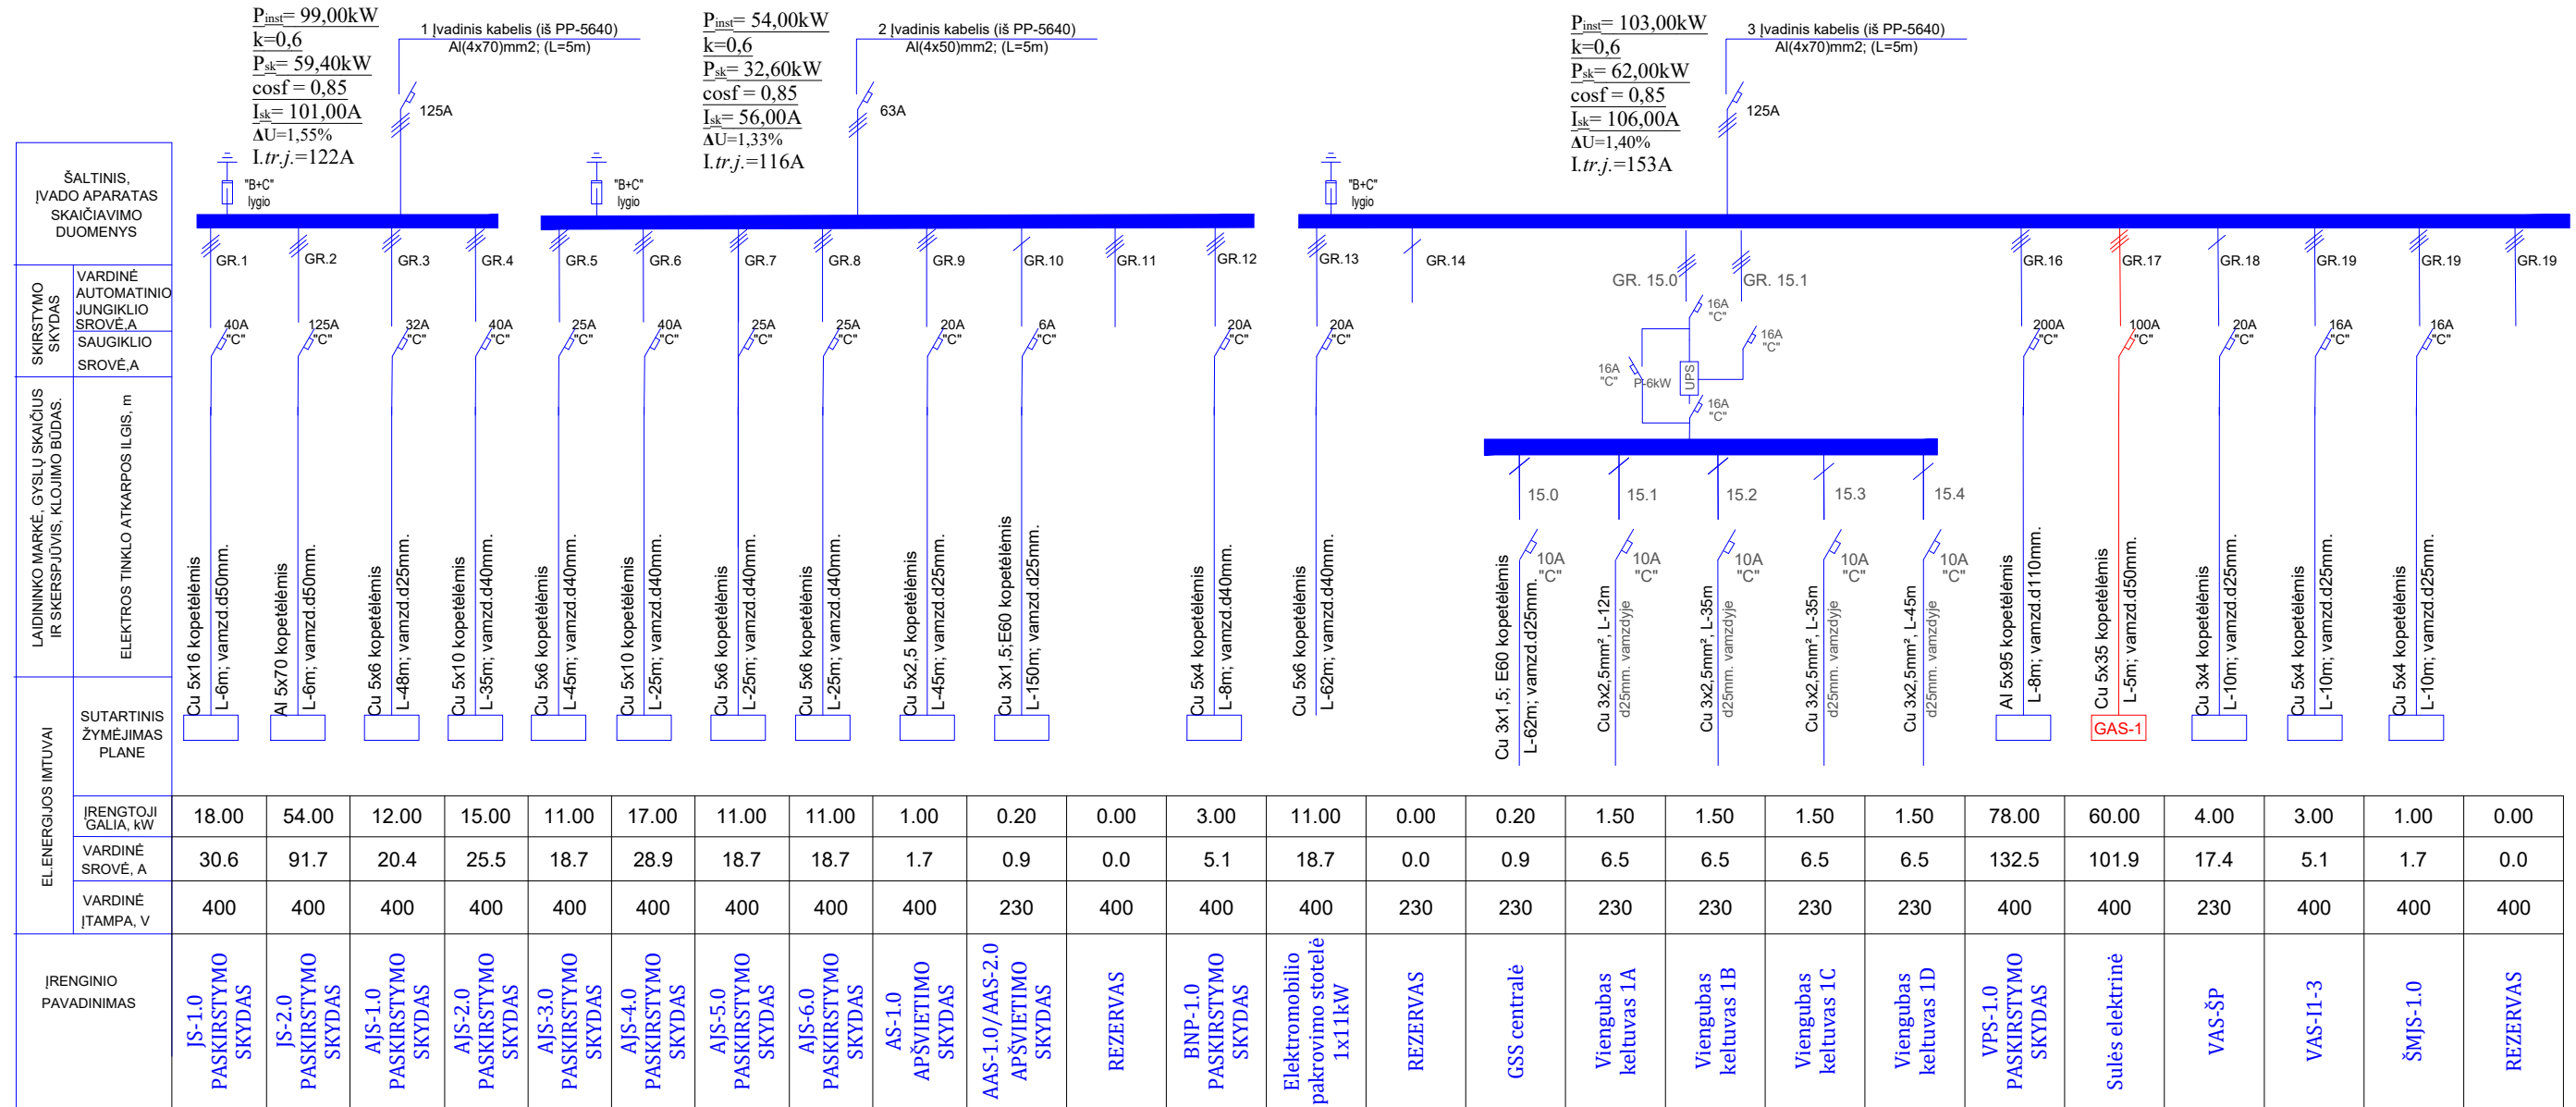 Pinst= 99,00kW
k=0,6
Psk= 59,40kW
cosf = 0,85
Isk= 101,00A
ΔU=1,55%
I.tr.j.=122A
1 Įvadinis kabelis (iš PP-5640)
Al(4x70)mm2; (L=5m)
125A
Pinst= 54,00kW
k=0,6
Psk= 32,60kW
cosf = 0,85
Isk= 56,00A
ΔU=1,33%
I.tr.j.=116A
2 Įvadinis kabelis (iš PP-5640)
Al(4x50)mm2; (L=5m)
63A
Pinst= 103,00kW
k=0,6
Psk= 62,00kW
cosf = 0,85
Isk= 106,00A
ΔU=1,40%
I.tr.j.=153A
3 Įvadinis kabelis (iš PP-5640)
Al(4x70)mm2; (L=5m)
125A
ŠALTINIS,
ĮVADO APARATAS
SKAIČIAVIMO
DUOMENYS
"B+C"
lygio
"B+C"
lygio
"B+C"
lygio
GR.1
GR.2
GR.3
GR.4
GR.5
GR.6
GR.7
GR.8
GR.9
GR.10
GR.11
GR.12
GR.13
GR.14
GR. 15.0
GR. 15.1
GR.16
GR.17
GR.18
GR.19
GR.19
GR.19
SKIRSTYMO
SKYDAS
VARDINĖ
AUTOMATINIO
JUNGIKLIO
SROVĖ,A
SAUGIKLIO
SROVĖ,A
40A
"C"
125A
"C"
32A
"C"
40A
"C"
25A
"C"
40A
"C"
25A
"C"
25A
"C"
20A
"C"
6A
"C"
20A
"C"
20A
"C"
16A
"C"
16A
"C"
16A
"C"
P-6kW
UPS
16A
"C"
200A
"C"
100A
"C"
20A
"C"
16A
"C"
16A
"C"
15.0
15.1
15.2
15.3
15.4
10A
"C"
10A
"C"
10A
"C"
10A
"C"
10A
"C"
LAIDININKO MARKĖ, GYSLŲ SKAIČIUS
IR SKERSPJŪVIS, KLOJIMO BŪDAS.
ELEKTROS TINKLO ATKARPOS ILGIS, m
Cu 5x16 kopetėlėmis
L-6m; vamzd.d50mm.
Al 5x70 kopetėlėmis
L-6m; vamzd.d50mm.
Cu 5x6 kopetėlėmis
L-48m; vamzd.d25mm.
Cu 5x10 kopetėlėmis
L-35m; vamzd.d40mm.
Cu 5x6 kopetėlėmis
L-45m; vamzd.d40mm.
Cu 5x10 kopetėlėmis
L-25m; vamzd.d40mm.
Cu 5x6 kopetėlėmis
L-25m; vamzd.d40mm.
Cu 5x6 kopetėlėmis
L-25m; vamzd.d40mm.
Cu 5x2,5 kopetėlėmis
L-45m; vamzd.d25mm.
Cu 3x1,5;E60 kopetėlėmis
L-150m; vamzd.d25mm.
Cu 5x4 kopetėlėmis
L-8m; vamzd.d40mm.
Cu 5x6 kopetėlėmis
L-62m; vamzd.d40mm.
Cu 3x1,5; E60 kopetėlėmis
L-62m; vamzd.d25mm.
Cu 3x2,5mm², L-12m
d25mm. vamzdyje
Cu 3x2,5mm², L-35m
d25mm. vamzdyje
Cu 3x2,5mm², L-35m
d25mm. vamzdyje
Cu 3x2,5mm², L-45m
d25mm. vamzdyje
Al 5x95 kopetėlėmis
L-8m; vamzd.d110mm.
Cu 5x35 kopetėlėmis
L-5m; vamzd.d50mm.
Cu 3x4 kopetėlėmis
L-10m; vamzd.d25mm.
Cu 5x4 kopetėlėmis
L-10m; vamzd.d25mm.
Cu 5x4 kopetėlėmis
L-10m; vamzd.d25mm.
EL.ENERGIJOS IMTUVAI
SUTARTINIS
ŽYMĖJIMAS
PLANE
GAS-1
ĮRENGTOJI
GALIA, kW
18.00 54.00 12.00 15.00 11.00 17.00 11.00 11.00 1.00 0.20 0.00 3.00 11.00 0.00 0.20 1.50 1.50 1.50 1.50 78.00 60.00 4.00 3.00 1.00 0.00
VARDINĖ
SROVĖ, A
30.6 91.7 20.4 25.5 18.7 28.9 18.7 18.7 1.7 0.9 0.0 5.1 18.7 0.0 0.9 6.5 6.5 6.5 6.5 132.5 101.9 17.4 5.1 1.7 0.0
VARDINĖ
ĮTAMPA, V
400 400 400 400 400 400 400 400 400 230 400 400 400 230 230 230 230 230 230 400 400 230 400 400 400
ĮRENGINIO
PAVADINIMAS
JS-1.0
PASKIRSTYMO
SKYDAS
JS-2.0
PASKIRSTYMO
SKYDAS
AJS-1.0
PASKIRSTYMO
SKYDAS
AJS-2.0
PASKIRSTYMO
SKYDAS
AJS-3.0
PASKIRSTYMO
SKYDAS
AJS-4.0
PASKIRSTYMO
SKYDAS
AJS-5.0
PASKIRSTYMO
SKYDAS
AJS-6.0
PASKIRSTYMO
SKYDAS
AS-1.0
APŠVIETIMO
SKYDAS
AAS-1.0/AAS-2.0
APŠVIETIMO
SKYDAS
REZERVAS
BNP-1.0
PASKIRSTYMO
SKYDAS
Elektromobilio
pakrovimo stotelė
1x11kW
REZERVAS
GSS centralė
Viengubas
keltuvas 1A
Viengubas
keltuvas 1B
Viengubas
keltuvas 1C
Viengubas
keltuvas 1D
VPS-1.0
PASKIRSTYMO
SKYDAS
Sulės elektrinė
VAS-ŠP
VAS-I1-3
ŠMJS-1.0
REZERVAS